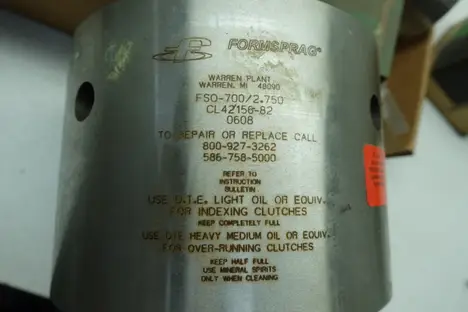 FORMSPRAG®
WARREN PLANT
WARREN, MI 48090
FSO-700/2.750
CL42156-82
0608
TO REPAIR OR REPLACE CALL
800-927-3262
586-758-5000
REFER TO
INSTRUCTION
BULLETIN
USE D.T.E. LIGHT OIL OR EQUIV.
FOR INDEXING CLUTCHES
KEEP COMPLETELY FULL
USE DTE HEAVY MEDIUM OIL OR EQUIV.
FOR OVER-RUNNING CLUTCHES
KEEP HALF FULL
USE MINERAL SPIRITS
ONLY WHEN CLEANING